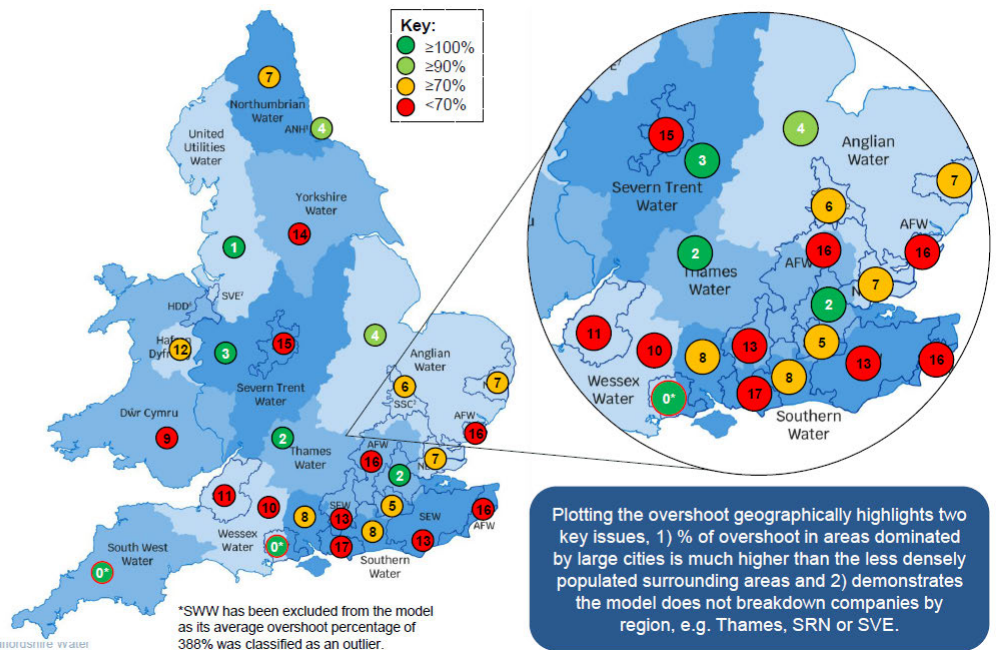 Key:
≥100%
≥90%
≥70%
<70%
7
Northumbrian
Water
ANH¹
4
United
Utilities
Water
Yorkshire
Water
14
1
HDD⁶
SVE⁷
12
3
15
Severn Trent
Water
4
Anglian
Water
6
SSC²
7
AFW
16
Dŵr Cymru
9
2
Thames
Water
AFW
16
7
2
11
10
Wessex
Water
8
SEW
13
5
SEW
16
AFW
0*
17
8
13
Southern
Water
South West
Water
0*
15
3
Severn Trent
Water
4
Anglian
Water
7
6
AFW
16
AFW
16
2
Thames
Water
7
2
11
10
8
13
5
13
16
Wessex
Water
0*
17
8
Southern
Water
*SWW has been excluded from the model
as its average overshoot percentage of
388% was classified as an outlier.
Plotting the overshoot geographically highlights two
key issues, 1) % of overshoot in areas dominated
by large cities is much higher than the less densely
populated surrounding areas and 2) demonstrates
the model does not breakdown companies by
region, e.g. Thames, SRN or SVE.